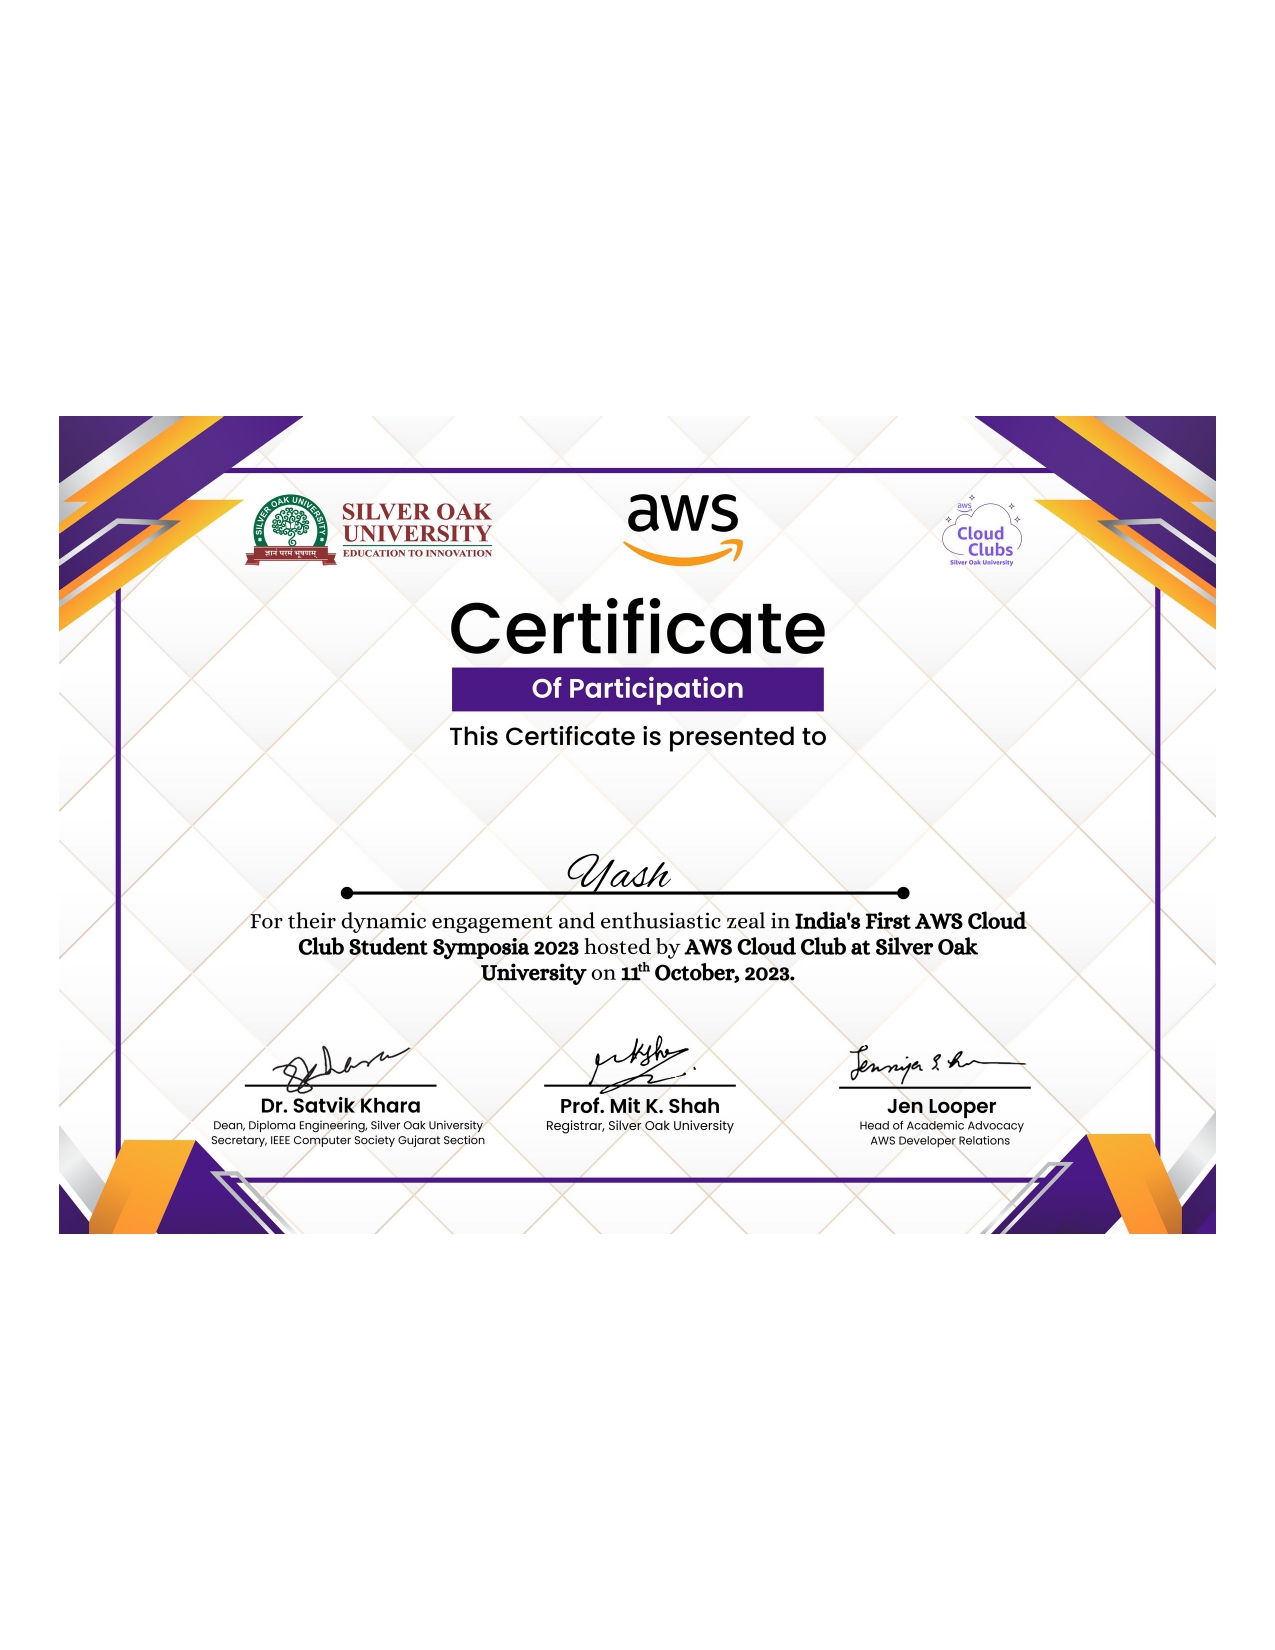 SILVER OAK UNIVERSITY
ज्ञानं परमं भूषणम्
SILVER OAK
UNIVERSITY
EDUCATION TO INNOVATION
aws
aws
Cloud
Clubs
Silver Oak University
Certificate
Of Participation
This Certificate is presented to
Yash
For their dynamic engagement and enthusiastic zeal in India's First AWS Cloud
Club Student Symposia 2023 hosted by AWS Cloud Club at Silver Oak
University on 11th October, 2023.
Dr. Satvik Khara
Dean, Diploma Engineering, Silver Oak University
Secretary, IEEE Computer Society Gujarat Section
Prof. Mit K. Shah
Registrar, Silver Oak University
Jen Looper
Head of Academic Advocacy
AWS Developer Relations